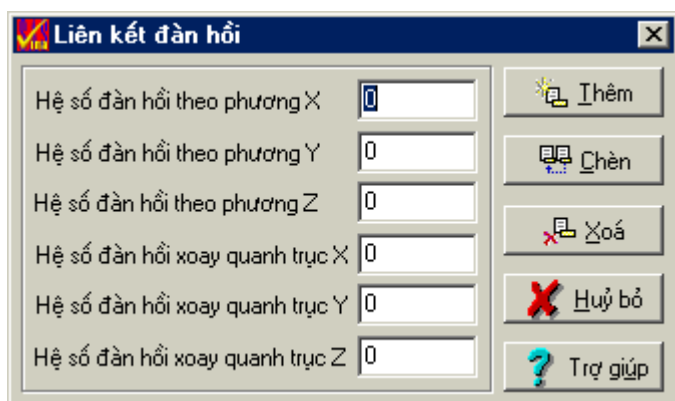 Liên kết đàn hồi
Hệ số đàn hồi theo phương X 0
Hệ số đàn hồi theo phương Y 0
Hệ số đàn hồi theo phương Z 0
Hệ số đàn hồi xoay quanh trục X 0
Hệ số đàn hồi xoay quanh trục Y 0
Hệ số đàn hồi xoay quanh trục Z 0
Thêm
Chèn
Xoá
Huỷ bỏ
Trợ giúp